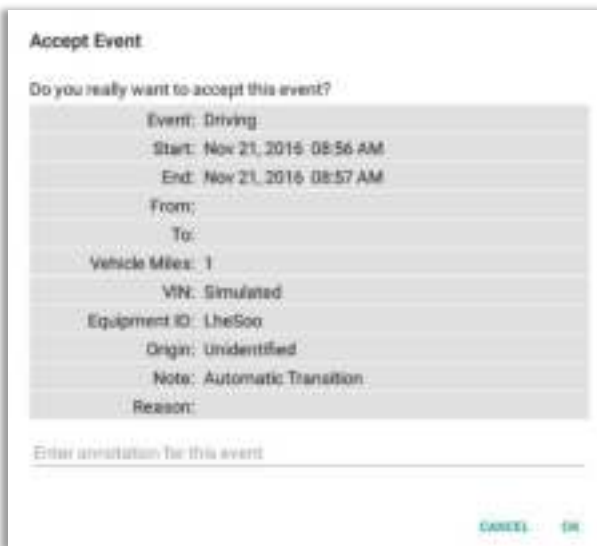 Accept Event
Do you really want to accept this event?
Event: Driving
Start: Nov 21, 2016 08:56 AM
End: Nov 21, 2016 08:57 AM
From:
To:
Vehicle Miles: 1
VIN: Simulated
Equipment ID: LheSoo
Origin: Unidentified
Note: Automatic Transition
Reason:
Enter annotation for this event
CANCEL OK